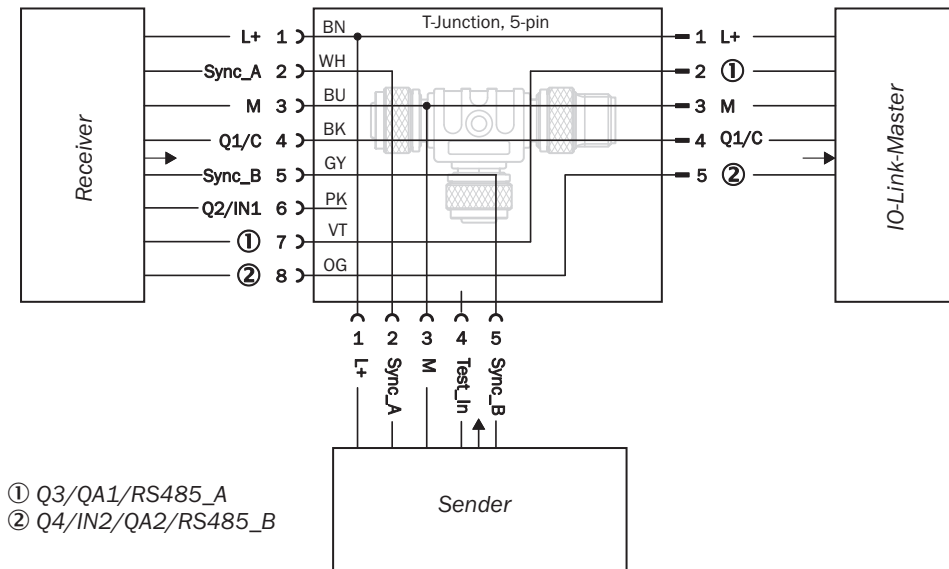 T-Junction, 5-pin
L+ 1 BN 1 L+
Sync_A 2 WH 2 ①
M 3 BU 3 M
Q1/C 4 BK 4 Q1/C
Sync_B 5 GY 5 ②
Q2/IN1 6 PK
① 7 VT
② 8 OG
Receiver
IO-Link-Master
1 2 3 4 5
L+ Sync_A M Test_In Sync_B
Sender
① Q3/QA1/RS485_A
② Q4/IN2/QA2/RS485_B